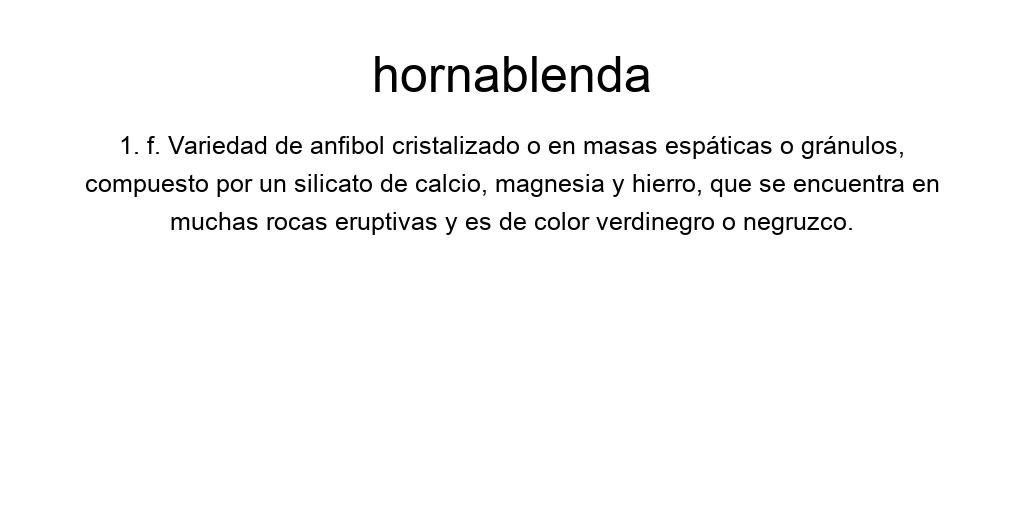 hornablenda
1. f. Variedad de anfibol cristalizado o en masas espáticas o gránulos,
compuesto por un silicato de calcio, magnesia y hierro, que se encuentra en
muchas rocas eruptivas y es de color verdinegro o negruzco.